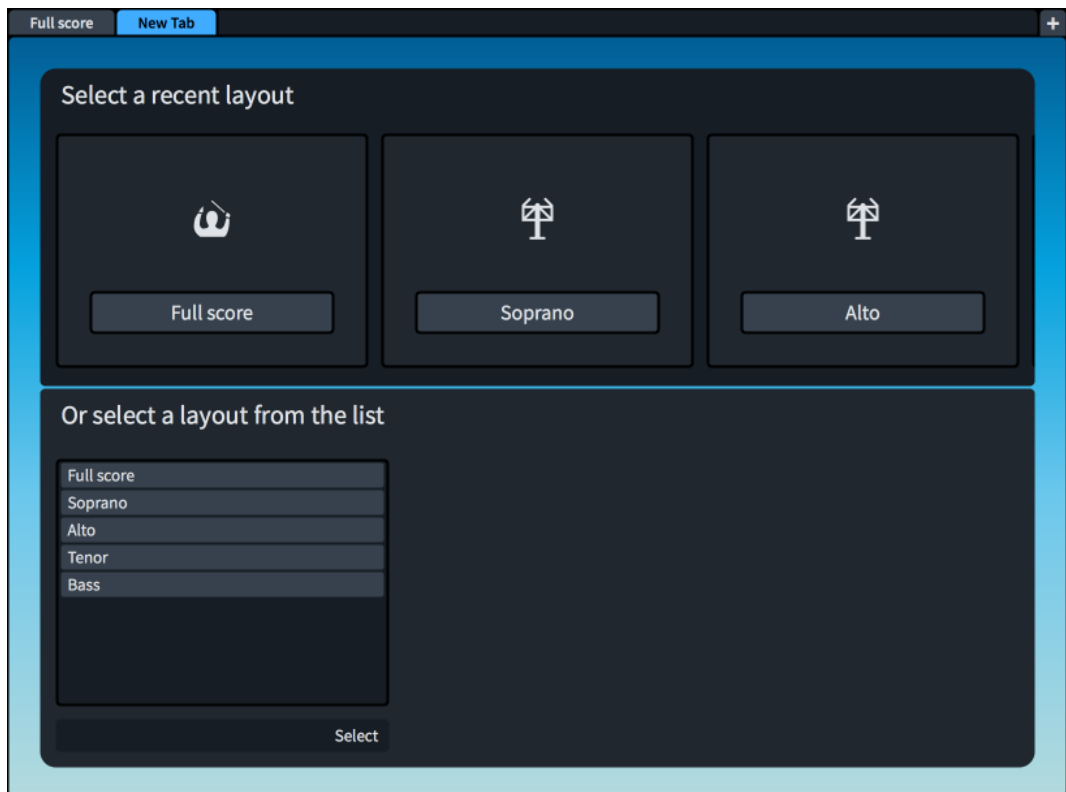 Full score
New Tab
+
Select a recent layout
Full score
Soprano
Alto
Or select a layout from the list
Full score
Soprano
Alto
Tenor
Bass
Select